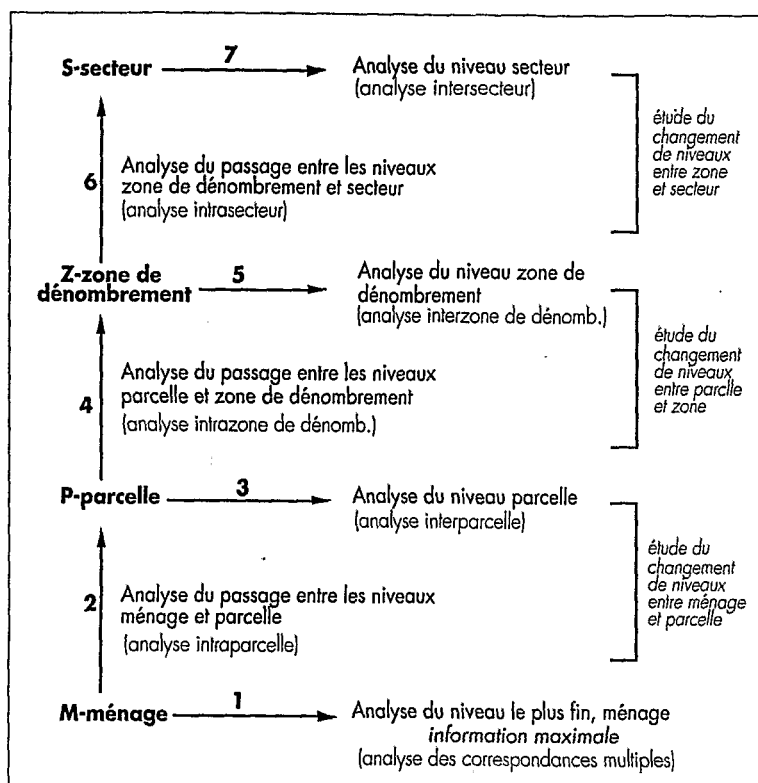 7
S-secteur
Analyse du niveau secteur
(analyse intersecteur)
étude du
changement
de niveaux
entre zone
et secteur
6
Analyse du passage entre les niveaux
zone de dénombrement et secteur
(analyse intrasecteur)
Z-zone de
dénombrement
5
Analyse du niveau zone de
dénombrement
(analyse interzone de dénomb.)
étude du
changement
de niveaux
entre parclle
et zone
4
Analyse du passage entre les niveaux
parcelle et zone de dénombrement
(analyse intrazone de dénomb.)
P-parcelle
3
Analyse du niveau parcelle
(analyse interparcelle)
étude du
changement
de niveaux
entre ménage
et parcelle
2
Analyse du passage entre les niveaux
ménage et parcelle
(analyse intraparcelle)
M-ménage
1
Analyse du niveau le plus fin, ménage
information maximale
(analyse des correspondances multiples)